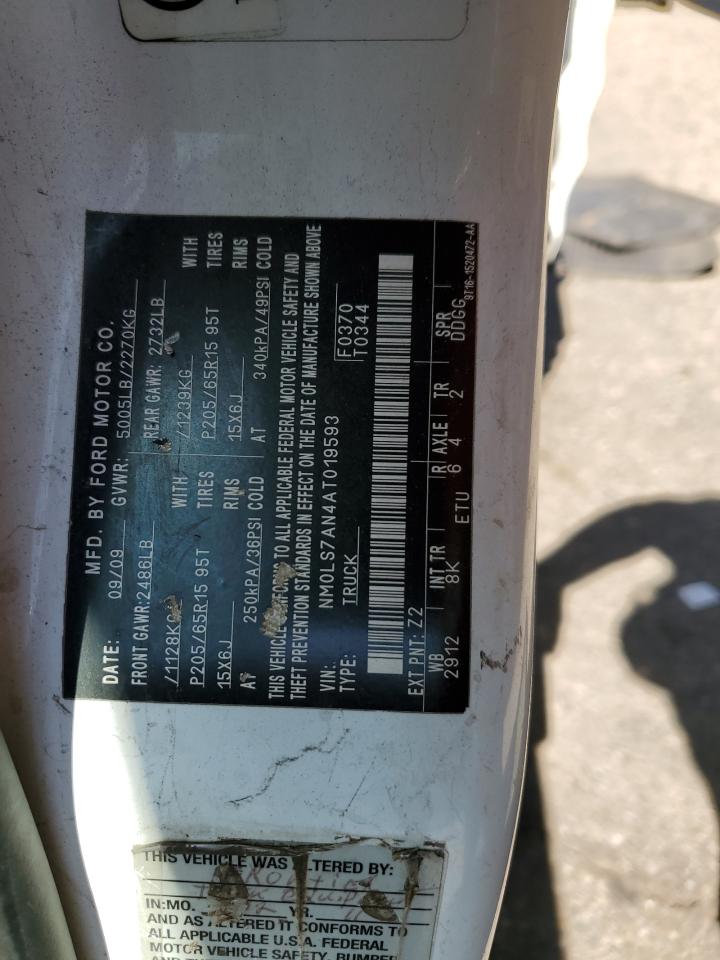 MFD. BY FORD MOTOR CO.
DATE: 09/09 GVWR: 5005LB/2270KG
FRONT GAWR:2486LB REAR GAWR: 2732LB
/1128KG WITH /1239KG WITH
P205/65R15 95T TIRES P205/65R15 95T TIRES
15X6J RIMS 15X6J RIMS
AT 250kPA/36PSI COLD AT 340kPA/49PSI COLD
THIS VEHICLE CONFORMS TO ALL APPLICABLE FEDERAL MOTOR VEHICLE SAFETY AND
THEFT PREVENTION STANDARDS IN EFFECT ON THE DATE OF MANUFACTURE SHOWN ABOVE
VIN: NM0LS7AN4AT019593 F0370
TYPE: TRUCK T0344
EXT PNT: Z2
WB INT TR R AXLE TR SPR
2912 8K 6 4 2 DDGG
ETU
9T16-1520472-AA
THIS VEHICLE WAS ALTERED BY:
IN:MO. YR.
AND AS ALTERED IT CONFORMS TO
ALL APPLICABLE U.S.A. FEDERAL
MOTOR VEHICLE SAFETY, BUMPER